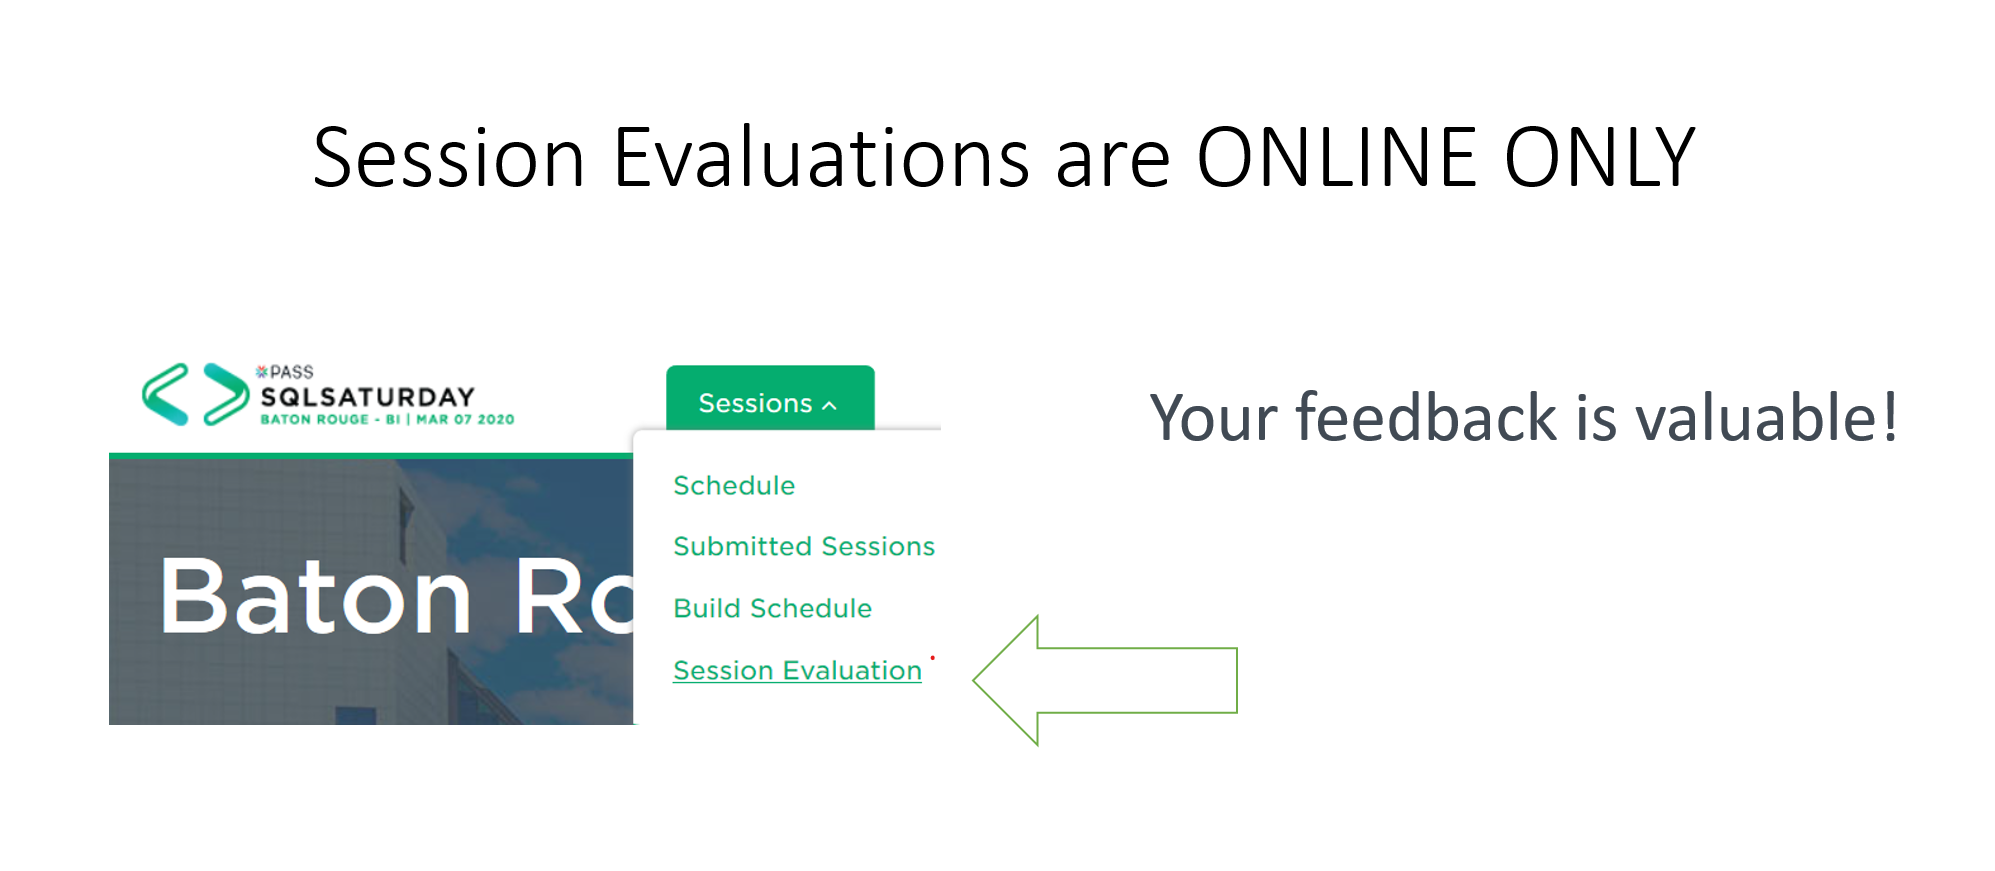 Session Evaluations are ONLINE ONLY
PASS
SQLSATURDAY
BATON ROUGE - BI | MAR 07 2020
Sessions
Your feedback is valuable!
Schedule
Submitted Sessions
Baton Ro
Build Schedule
Session Evaluation